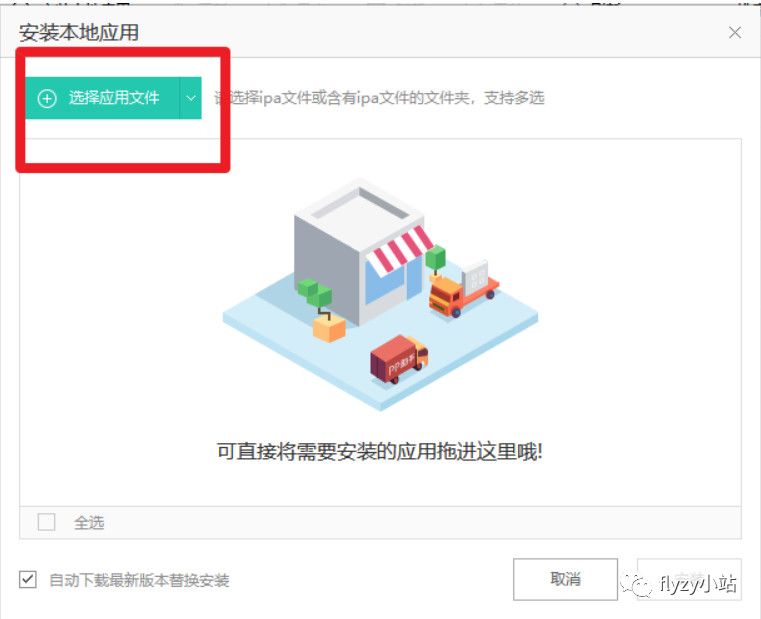 安装本地应用
选择应用文件
请选择ipa文件或含有ipa文件的文件夹，支持多选
PP助手
可直接将需要安装的应用拖进这里哦!
全选
自动下载最新版本替换安装
取消
flyzy小站